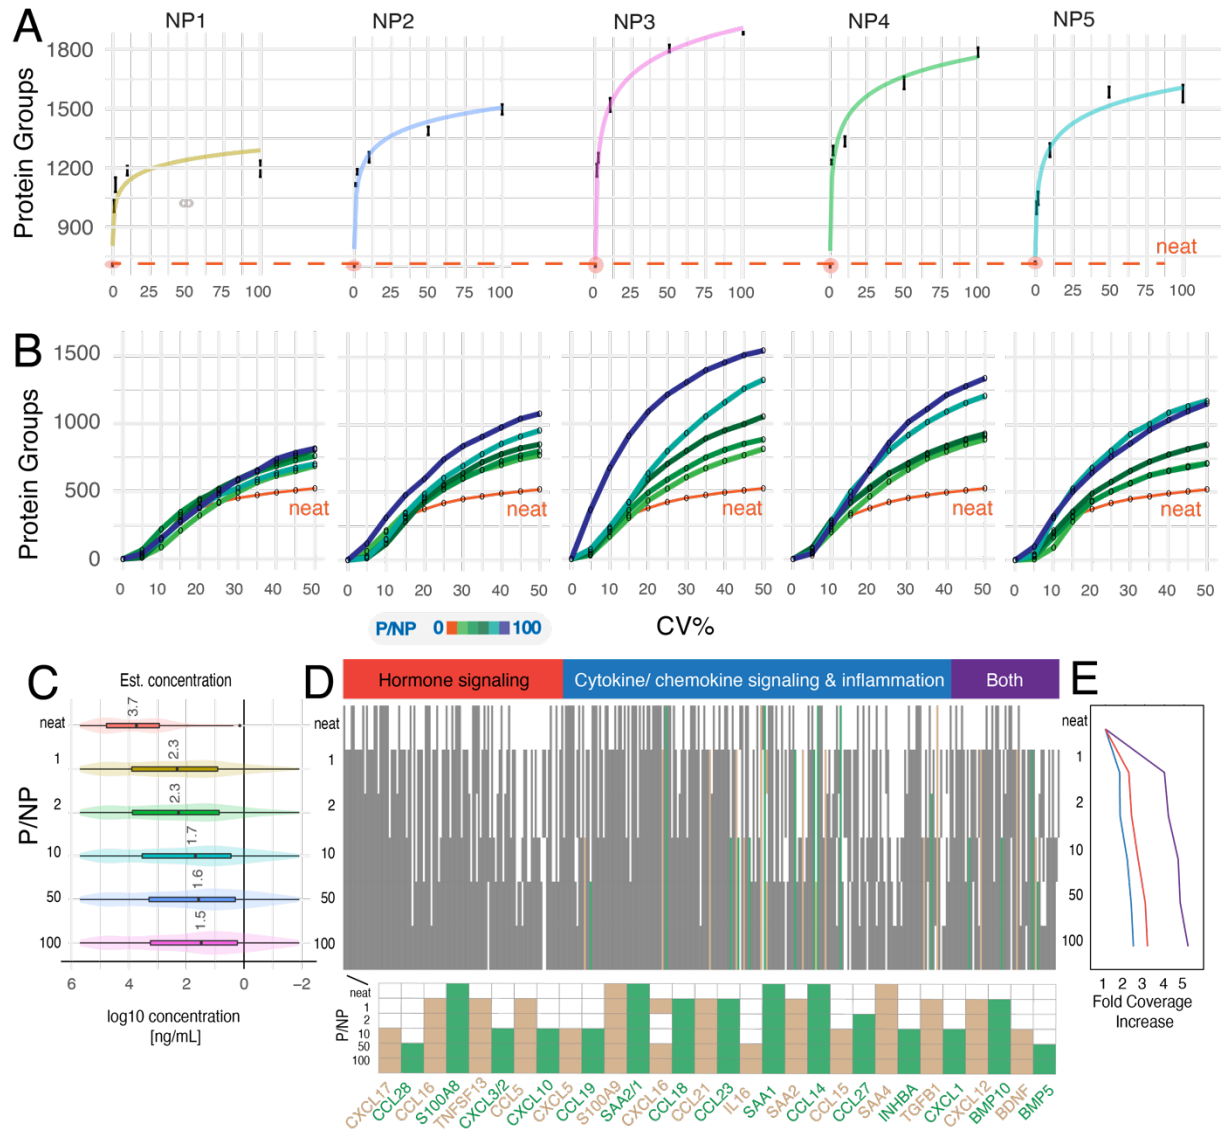 A
NP1
NP2
NP3
NP4
NP5
Protein Groups
1800
1500
1200
900
neat
0 25 50 75 100
0 25 50 75 100
0 25 50 75 100
0 25 50 75 100
0 25 50 75 100
B
Protein Groups
1500
1000
500
0
neat
neat
neat
neat
neat
0 10 20 30 40 50
0 10 20 30 40 50
0 10 20 30 40 50
0 10 20 30 40 50
0 10 20 30 40 50
P/NP 0 100
CV%
C
Est. concentration
P/NP
neat
1
2
10
50
100
3.7
2.3
2.3
1.7
1.6
1.5
6 4 2 0 −2
log10 concentration
[ng/mL]
D
Hormone signaling
Cytokine/ chemokine signaling & inflammation
Both
neat
1
2
10
50
100
P/NP
neat
1
2
10
50
100
CXCL17
CCL28
CCL16
S100A8
TNFSF13
CXCL3/2
CCL5
CXCL10
CXCL5
CCL19
S100A9
SAA2/1
CXCL16
CCL18
CCL21
CCL23
IL16
SAA1
SAA2
CCL14
CCL15
CCL27
SAA4
INHBA
TGFB1
CXCL1
CXCL12
BMP10
BDNF
BMP5
E
neat
1
2
10
50
100
1 2 3 4 5
Fold Coverage
Increase